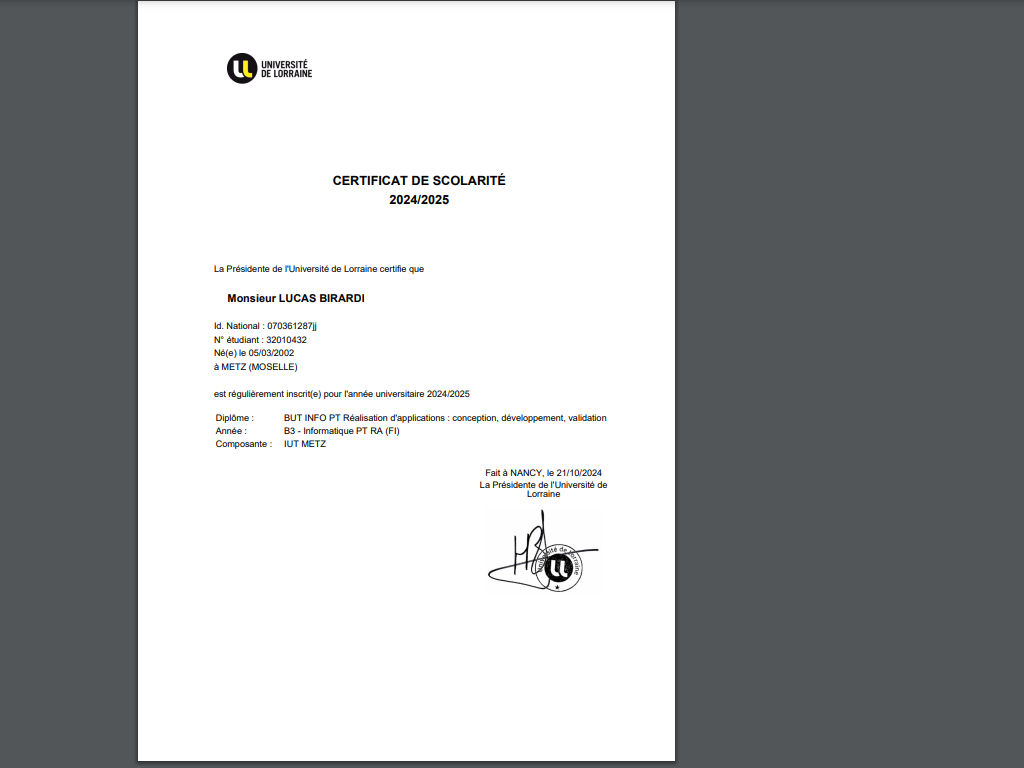 UNIVERSITÉ
DE LORRAINE
CERTIFICAT DE SCOLARITÉ
2024/2025
La Présidente de l'Université de Lorraine certifie que
Monsieur LUCAS BIRARDI
Id. National : 070361287jj
N° étudiant : 32010432
Né(e) le 05/03/2002
à METZ (MOSELLE)
est régulièrement inscrit(e) pour l'année universitaire 2024/2025
Diplôme : BUT INFO PT Réalisation d'applications : conception, développement, validation
Année : B3 - Informatique PT RA (FI)
Composante : IUT METZ
Fait à NANCY, le 21/10/2024
La Présidente de l'Université de
Lorraine
Université de Lorraine